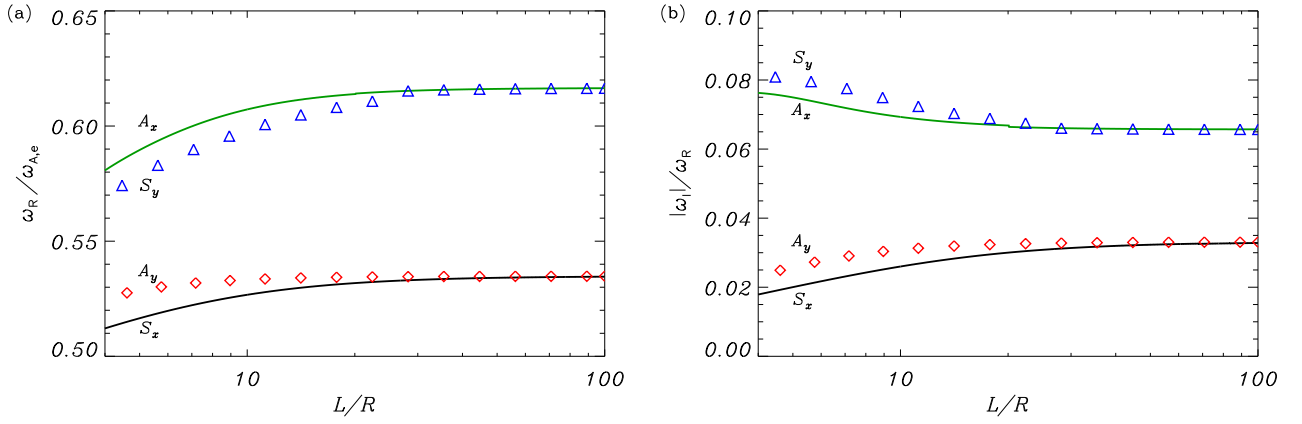 (a)
0.65
0.60
0.55
0.50
ω_R/ω_A,e
A_x
S_y
A_y
S_x
10
100
L/R
(b)
0.10
0.08
0.06
0.04
0.02
0.00
|ω_I|/ω_R
S_y
A_x
A_y
S_x
10
100
L/R